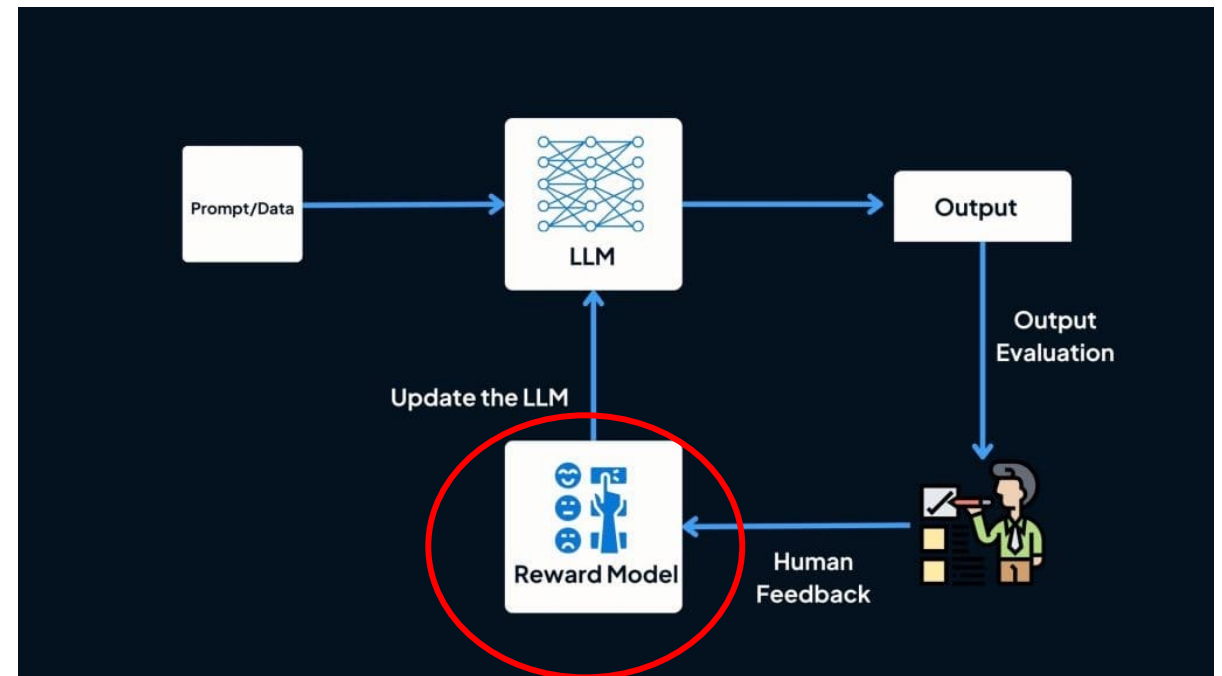 Prompt/Data
LLM
Output
Output
Evaluation
Update the LLM
Reward Model
Human
Feedback